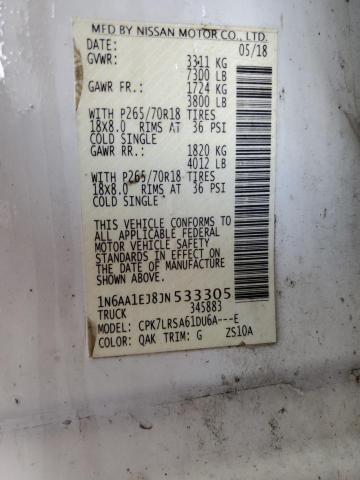 MFD BY NISSAN MOTOR CO., LTD.
DATE: 05/18
GVWR: 3311 KG
7300 LB
GAWR FR.: 1724 KG
3800 LB
WITH P265/70R18 TIRES
18X8.0 RIMS AT 36 PSI
COLD SINGLE
GAWR RR.: 1820 KG
4012 LB
WITH P265/70R18 TIRES
18X8.0 RIMS AT 36 PSI
COLD SINGLE
THIS VEHICLE CONFORMS TO
ALL APPLICABLE FEDERAL
MOTOR VEHICLE SAFETY
STANDARDS IN EFFECT ON
THE DATE OF MANUFACTURE
SHOWN ABOVE
1N6AA1EJ8JN533305
TRUCK 345883
MODEL: CPK7LRSA61DU6A---E
COLOR: QAK TRIM: G ZS10A